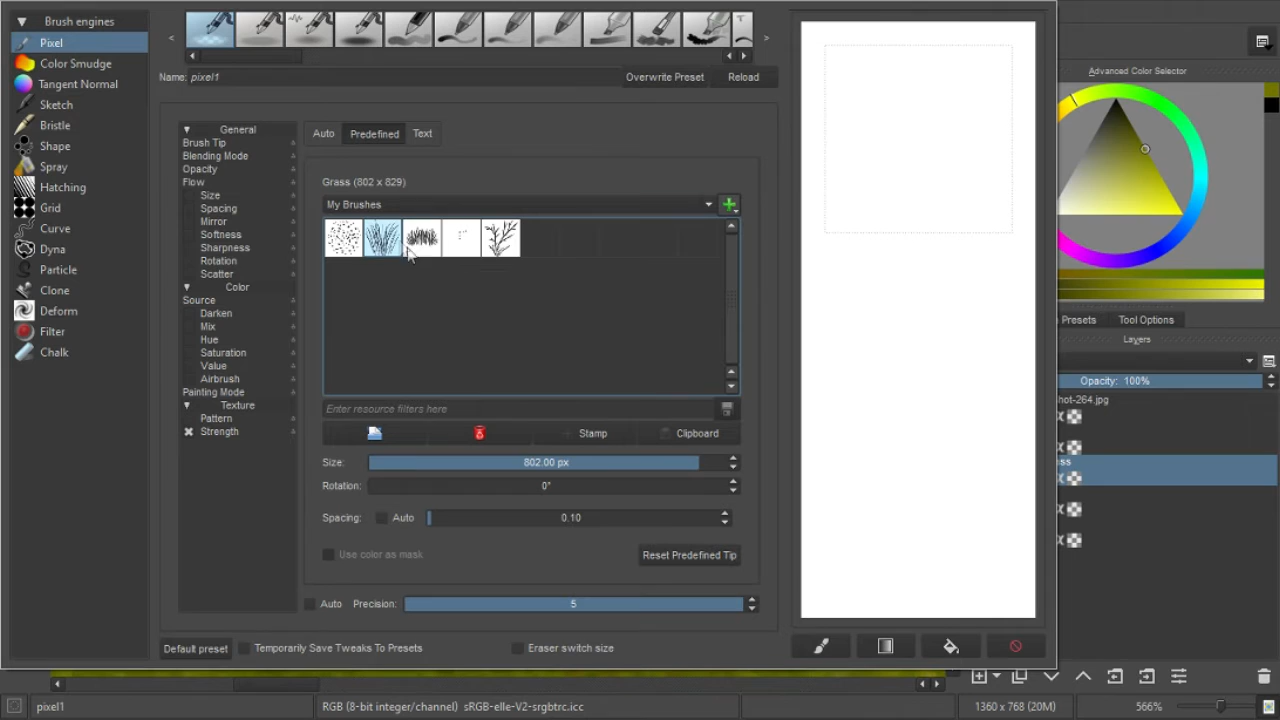 Brush engines
Pixel
Color Smudge
Tangent Normal
Sketch
Bristle
Shape
Spray
Hatching
Grid
Curve
Dyna
Particle
Clone
Deform
Filter
Chalk
Name: pixel1
Overwrite Preset
Reload
General
Brush Tip
Blending Mode
Opacity
Flow
Size
Spacing
Mirror
Softness
Sharpness
Rotation
Scatter
Color
Source
Darken
Mix
Hue
Saturation
Value
Airbrush
Painting Mode
Texture
Pattern
Strength
Auto
Predefined
Text
Grass (802 x 829)
My Brushes
Enter resource filters here
Stamp
Clipboard
Size: 802.00 px
Rotation: 0°
Spacing: Auto 0.10
Use color as mask
Reset Predefined Tip
Auto Precision: 5
Default preset
Temporarily Save Tweaks To Presets
Eraser switch size
Advanced Color Selector
Presets
Tool Options
Layers
Opacity: 100%
hot-264.jpg
ss
pixel1
RGB (8-bit integer/channel) sRGB-elle-V2-srgbtrc.icc
1360 x 768 (20M)
566%